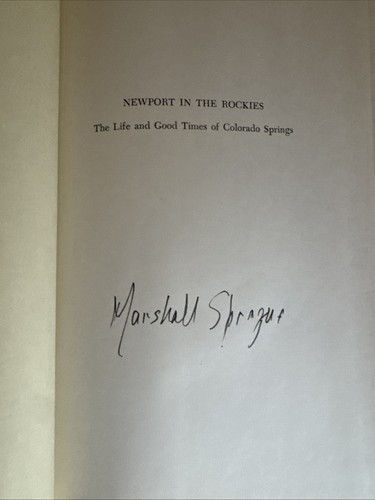 NEWPORT IN THE ROCKIES
The Life and Good Times of Colorado Springs
Marshall Sprague